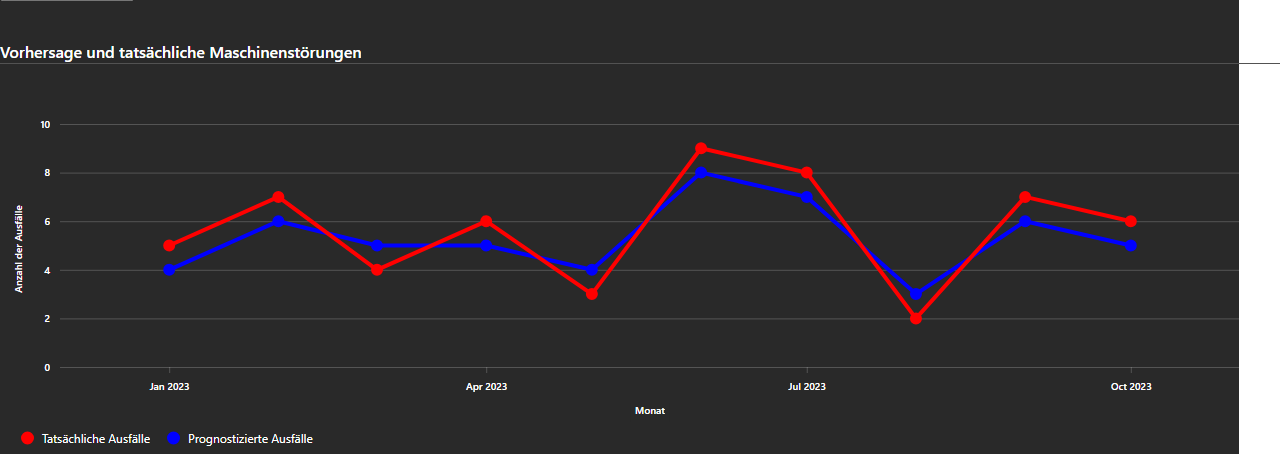 Vorhersage und tatsächliche Maschinenstörungen
10
8
6
4
2
0
Anzahl der Ausfälle
Jan 2023 Apr 2023 Jul 2023 Oct 2023
Monat
Tatsächliche Ausfälle Prognostizierte Ausfälle